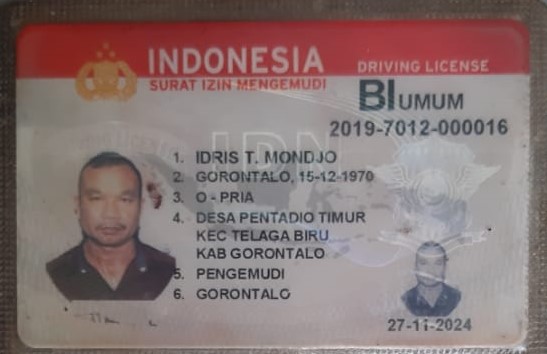 INDONESIA
SURAT IZIN MENGEMUDI
DRIVING LICENSE
BI UMUM
2019-7012-000016
1. IDRIS T. MONDJO
2. GORONTALO, 15-12-1970
3. O - PRIA
4. DESA PENTADIO TIMUR
KEC TELAGA BIRU
KAB GORONTALO
5. PENGEMUDI
6. GORONTALO
27-11-2024